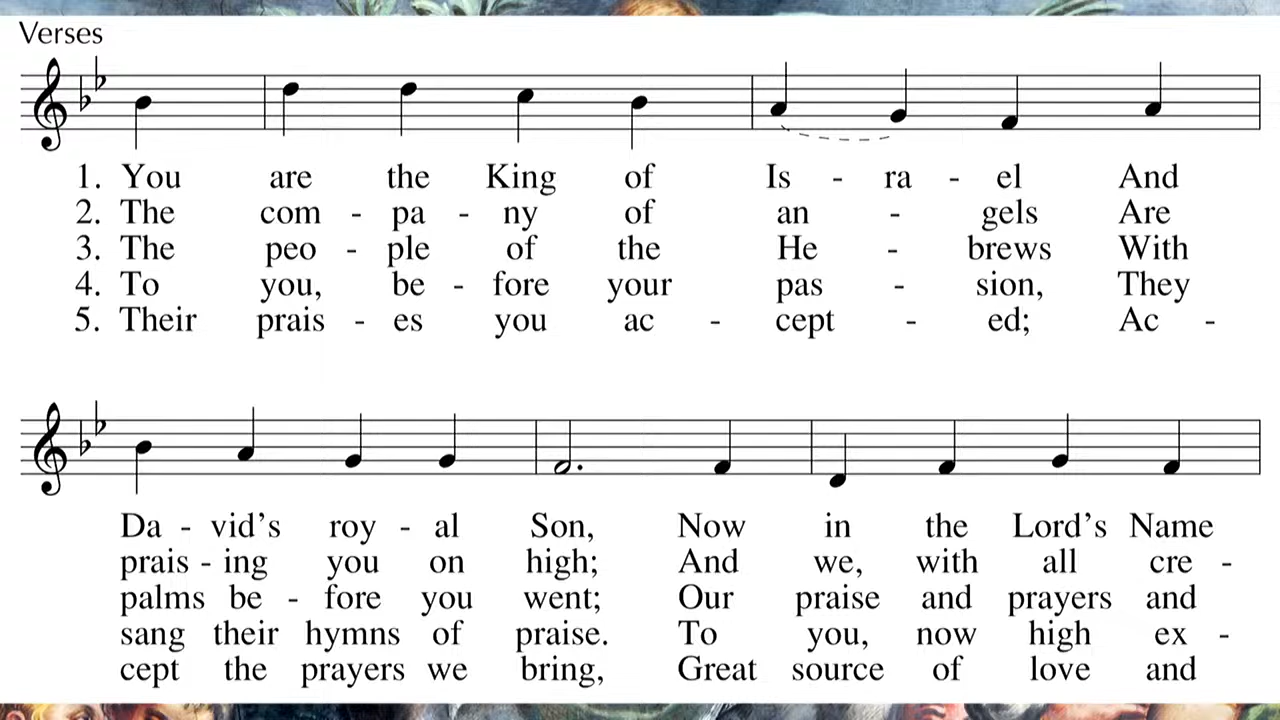 Verses
1. You are the King of Is - ra - el And
2. The com - pa - ny of an - gels Are
3. The peo - ple of the He - brews With
4. To you, be - fore your pas - sion, They
5. Their prais - es you ac - cept - ed; Ac -
Da - vid's roy - al Son, Now in the Lord's Name
prais - ing you on high; And we, with all cre -
palms be - fore you went; Our praise and prayers and
sang their hymns of praise. To you, now high ex -
cept the prayers we bring, Great source of love and